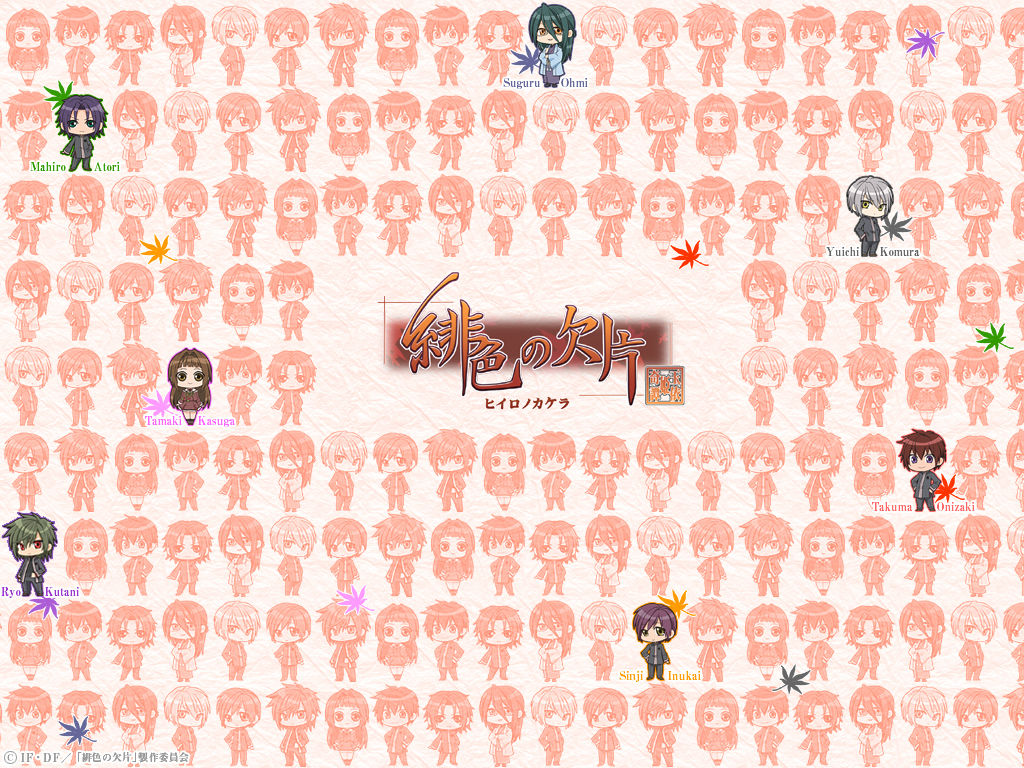 Suguru Ohmi
Mahiro Atori
Yuichi Komura
緋色の欠片
ヒイロノカケラ
Tamaki Kasuga
Takuma Onizaki
Ryo Kutani
Sinji Inukai
© IF・DF／「緋色の欠片」製作委員会